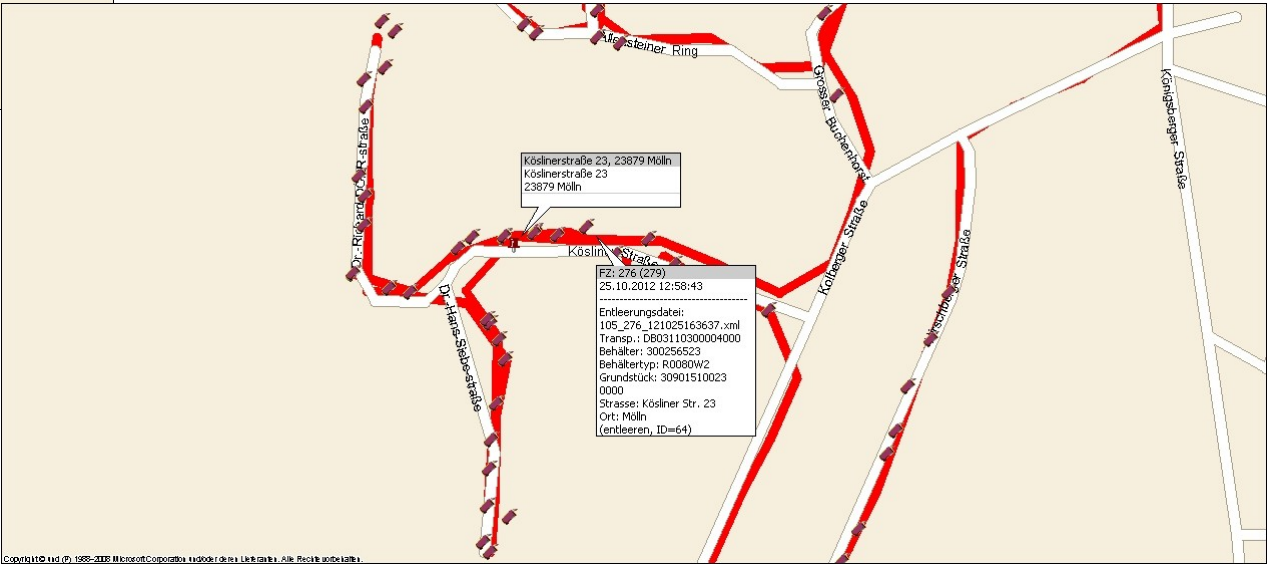 Allensteiner Ring
Grosser Buchenhorst
Königsberger Straße
Dr.-Richard-DOHR-straße
Köslinerstraße 23, 23879 Mölln
Köslinerstraße 23
23879 Mölln
Kolberger Straße
Hirschberger Straße
Straße
FZ: 276 (279)
25.10.2012 12:58:43
Entleerungsdatei:
105_276_121025163637.xml
Transp.: DB03110300004000
Behälter: 300256523
Behältertyp: R0080W2
Grundstück: 30901510023
0000
Strasse: Kösliner Str. 23
Ort: Mölln
(entleeren, ID=64)
Dr.-Hans-Siebe-straße
Copyright © und (P) 1988-2008 Microsoft Corporation und/oder deren Lieferanten. Alle Rechte vorbehalten.